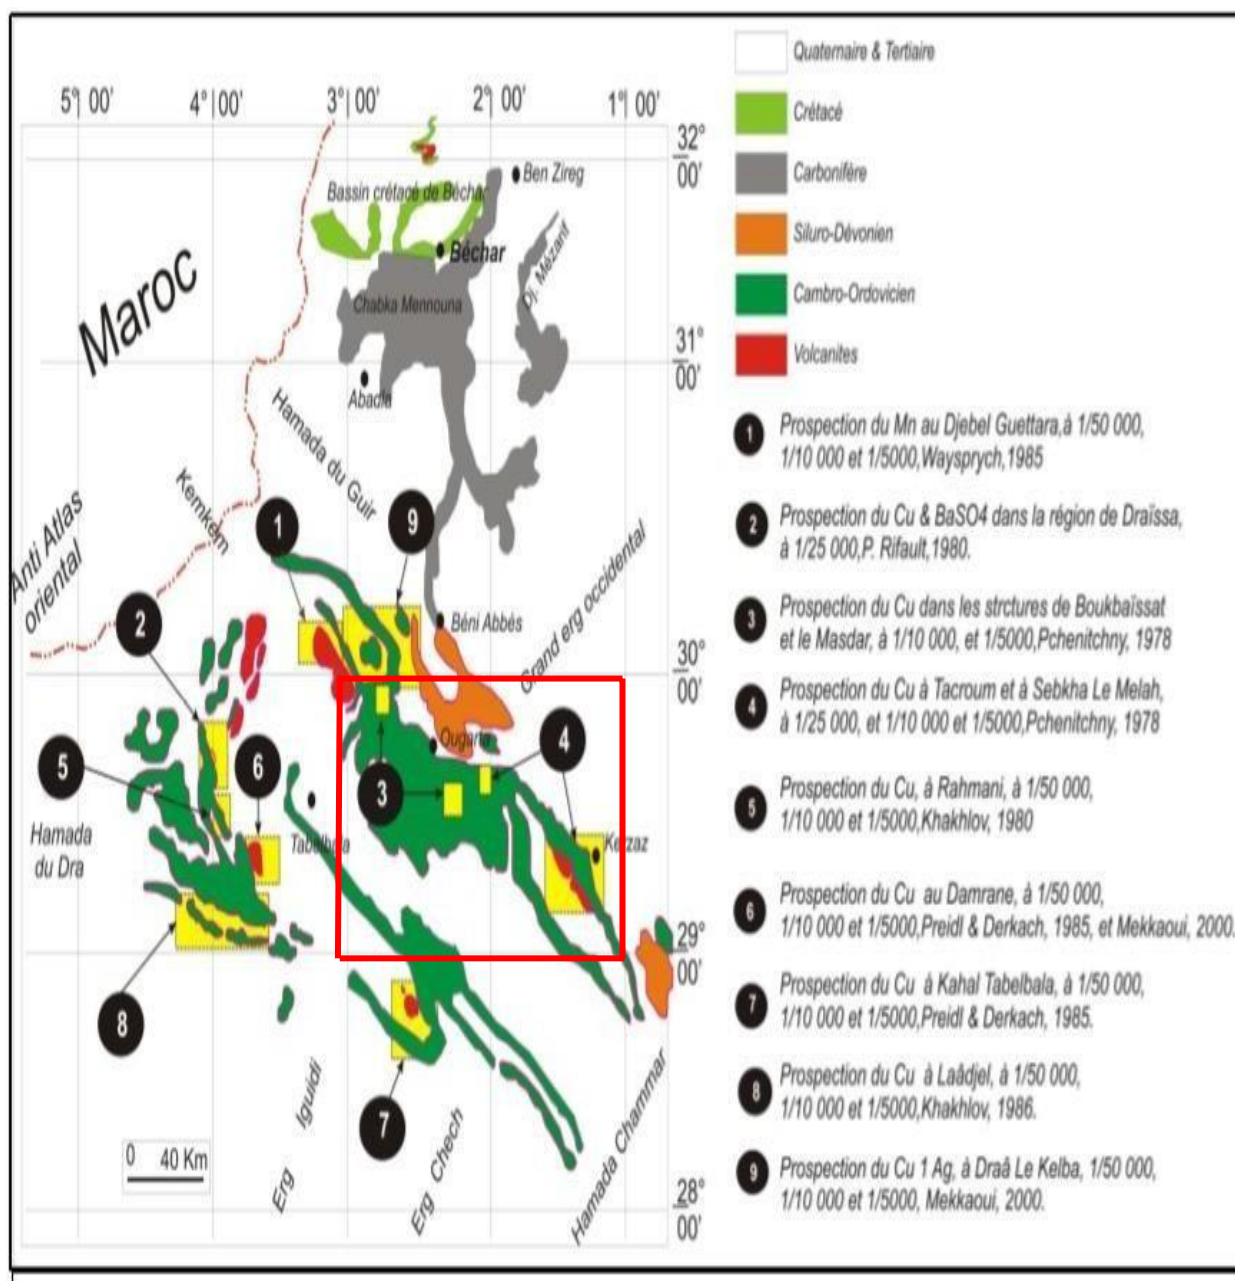 5° 00' 4° 00' 3° 00' 2° 00' 1° 00'
32°
00'
Ben Zireg
Bassin crétacé de Béchar
Béchar
Dj. Mézarif
Maroc
Chabka Mennouna
31°
00'
Abadla
Hamada du Guir
Kemkem
Anti Atlas
oriental
1
9
2
Béni Abbès
Grand erg occidental
30°
00'
Ougarta
4
5
6
3
Hamada
du Dra
Tabelbala
Kerzaz
29°
00'
8
7
Erg Iguidi
Erg Chech
Hamada Chammar
0 40 Km
28°
00'
Quaternaire & Tertiaire
Crétacé
Carbonifère
Siluro-Dévonien
Cambro-Ordovicien
Volcanites
1 Prospection du Mn au Djebel Guettara,à 1/50 000,
1/10 000 et 1/5000,Waysprych,1985
2 Prospection du Cu & BaSO4 dans la région de Draïssa,
à 1/25 000,P. Rifault,1980.
3 Prospection du Cu dans les strctures de Boukbaïssat
et le Masdar, à 1/10 000, et 1/5000,Pchenitchny, 1978
4 Prospection du Cu à Tacroum et à Sebkha Le Melah,
à 1/25 000, et 1/10 000 et 1/5000,Pchenitchny, 1978
5 Prospection du Cu, à Rahmani, à 1/50 000,
1/10 000 et 1/5000,Khakhlov, 1980
6 Prospection du Cu au Damrane, à 1/50 000,
1/10 000 et 1/5000,Preidl & Derkach, 1985, et Mekkaoui, 2000.
7 Prospection du Cu à Kahal Tabelbala, à 1/50 000,
1/10 000 et 1/5000,Preidl & Derkach, 1985.
8 Prospection du Cu à Laâdjel, à 1/50 000,
1/10 000 et 1/5000,Khakhlov, 1986.
9 Prospection du Cu 1 Ag, à Draâ Le Kelba, 1/50 000,
1/10 000 et 1/5000, Mekkaoui, 2000.